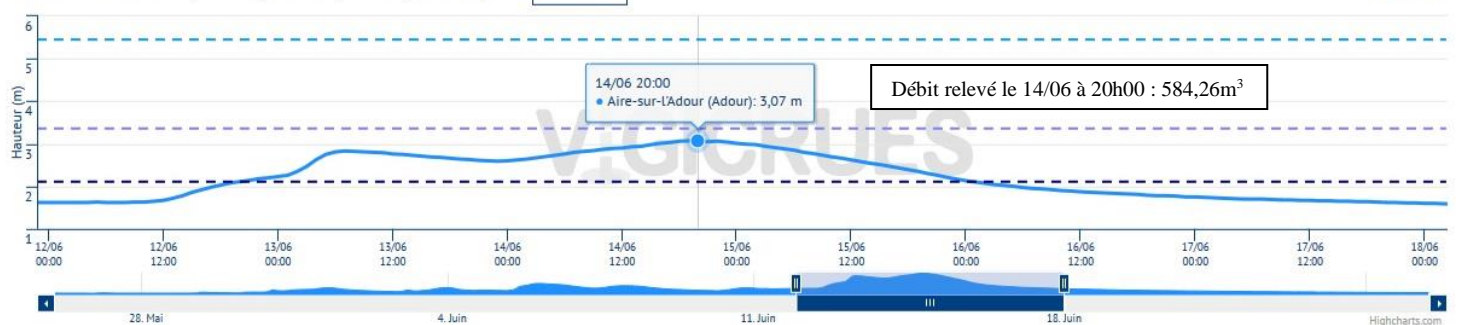 6
5
4
3
2
1
Hauteur (m)
14/06 20:00
Aire-sur-l'Adour (Adour): 3,07 m
Débit relevé le 14/06 à 20h00 : 584,26m³
VIGICRUES
12/06 12/06 13/06 13/06 14/06 14/06 15/06 15/06 16/06 16/06 17/06 17/06 18/06
00:00 12:00 00:00 12:00 00:00 12:00 00:00 12:00 00:00 12:00 00:00 12:00 00:00
28. Mai 4. Juin 11. Juin 18. Juin
Highcharts.com